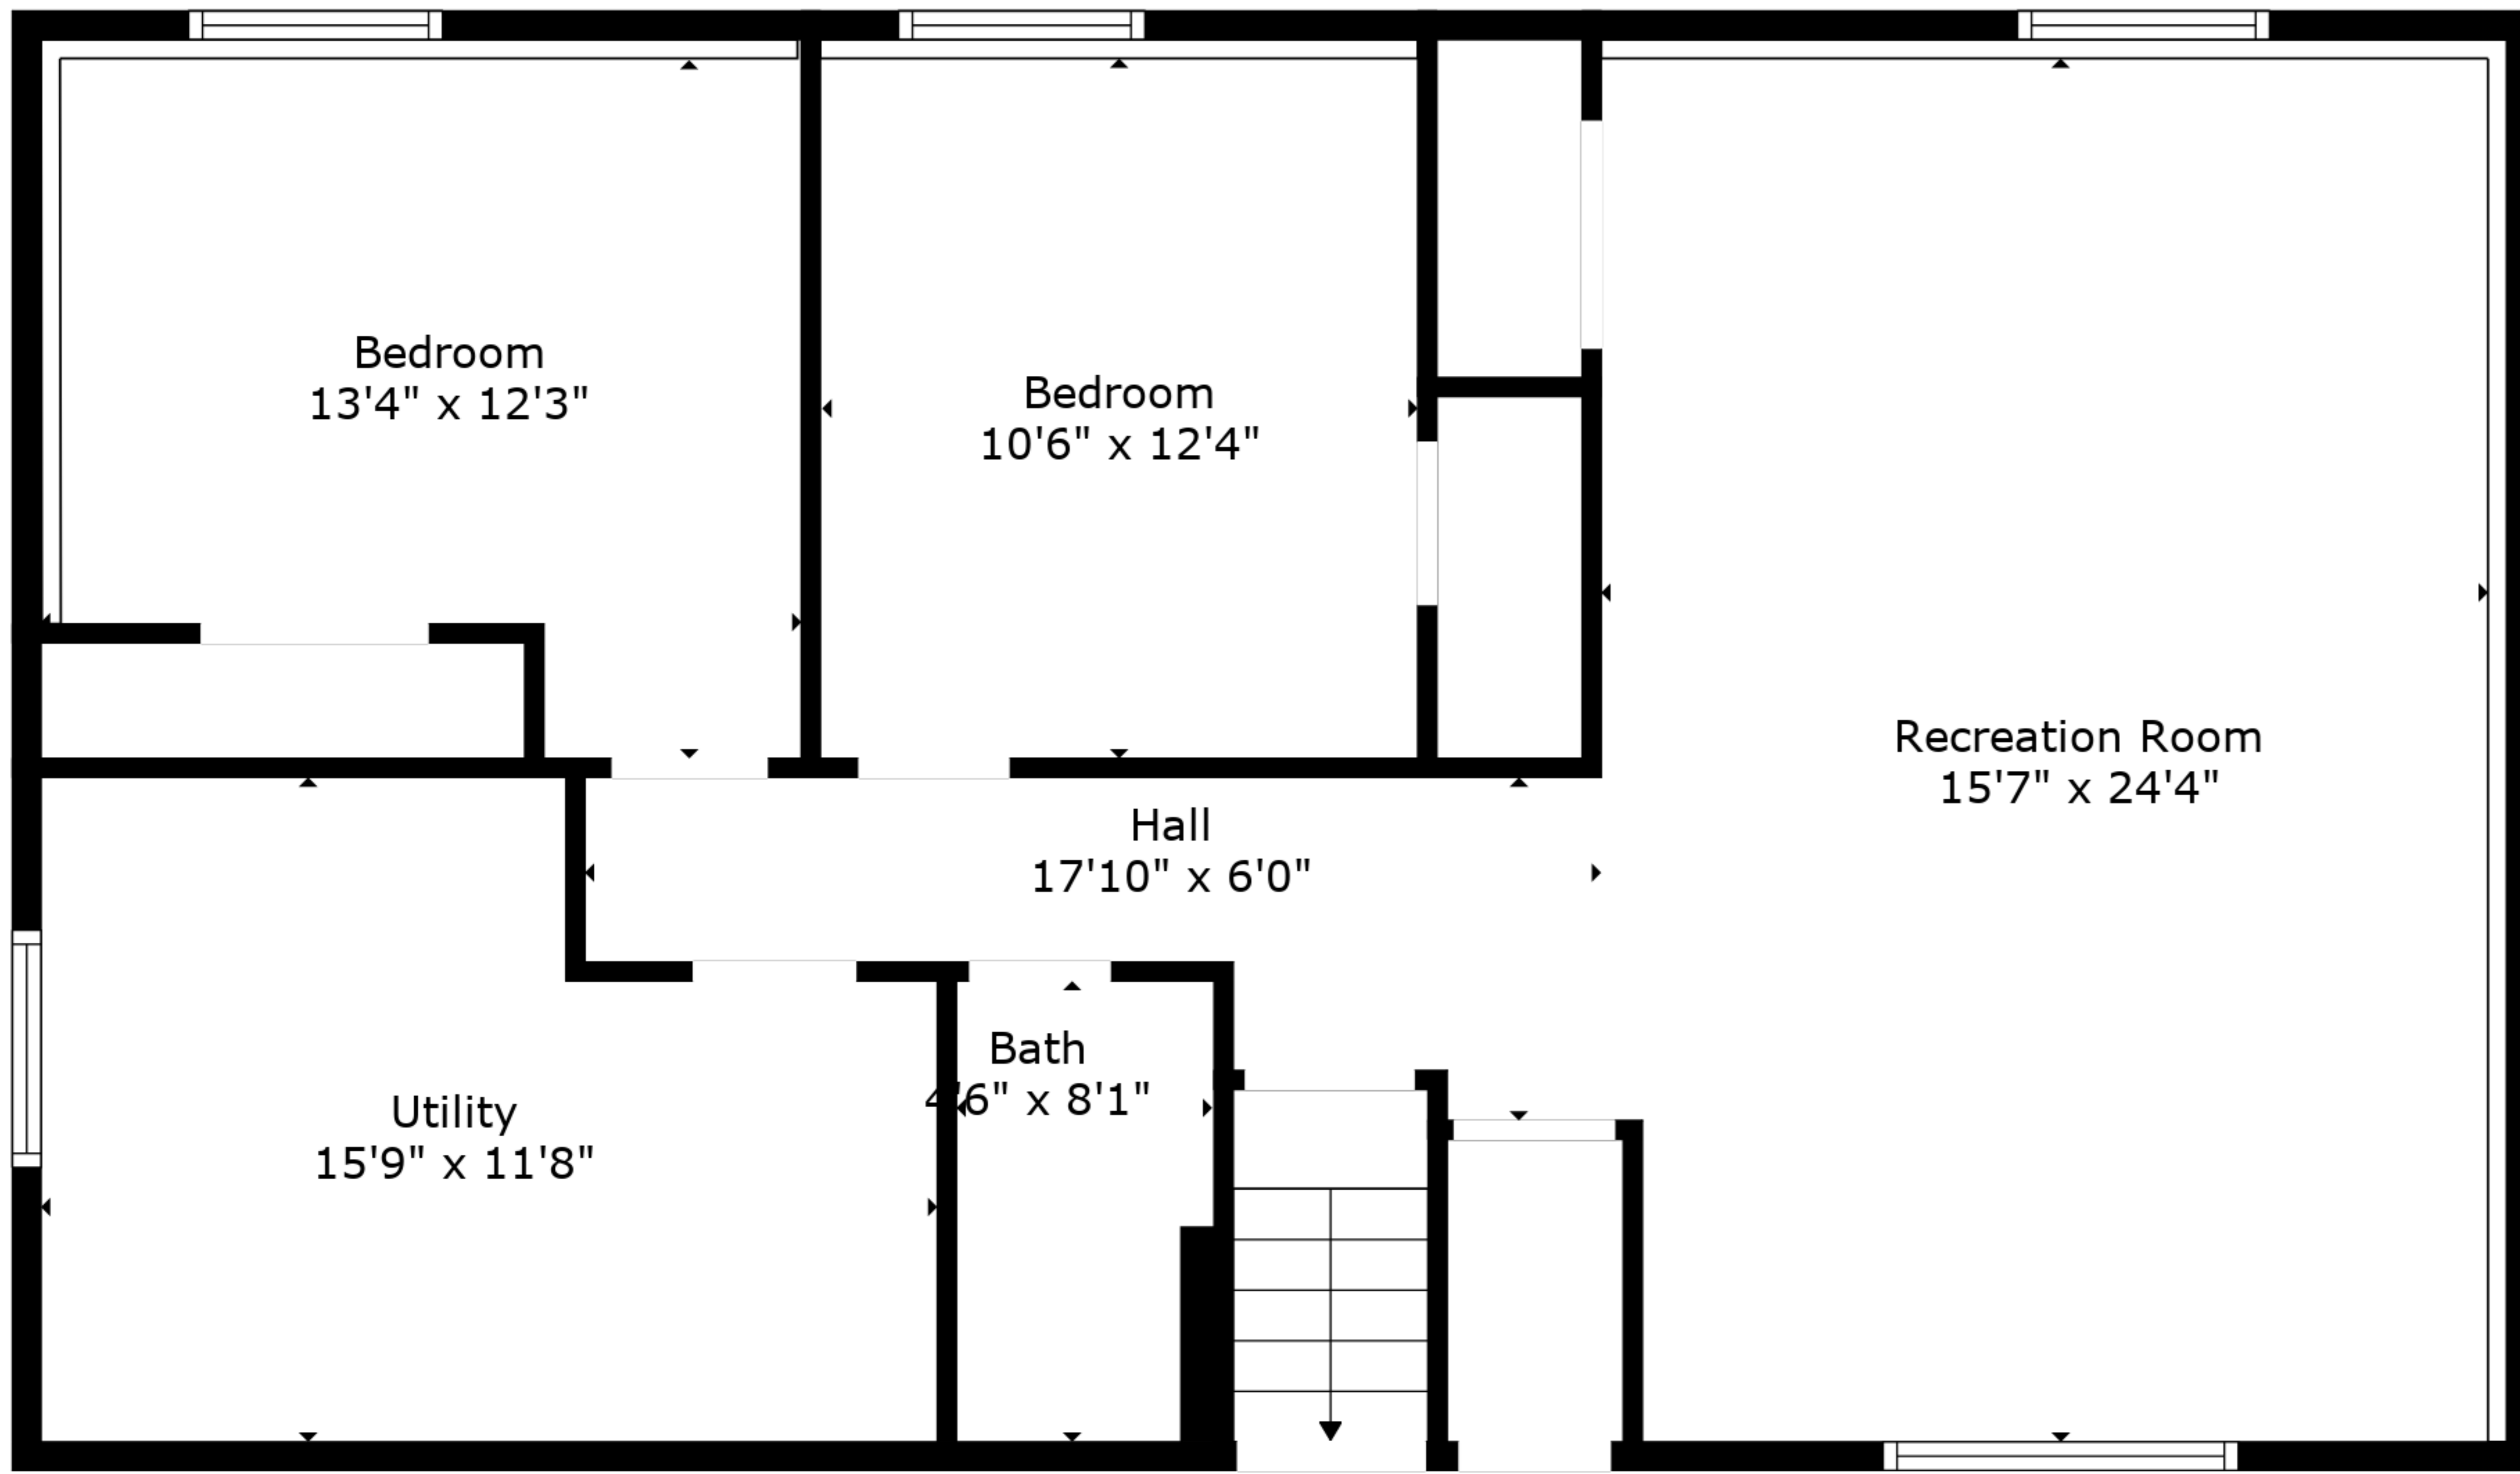 Bedroom
13'4" x 12'3"
Bedroom
10'6" x 12'4"
Recreation Room
15'7" x 24'4"
Hall
17'10" x 6'0"
Bath
4'6" x 8'1"
Utility
15'9" x 11'8"